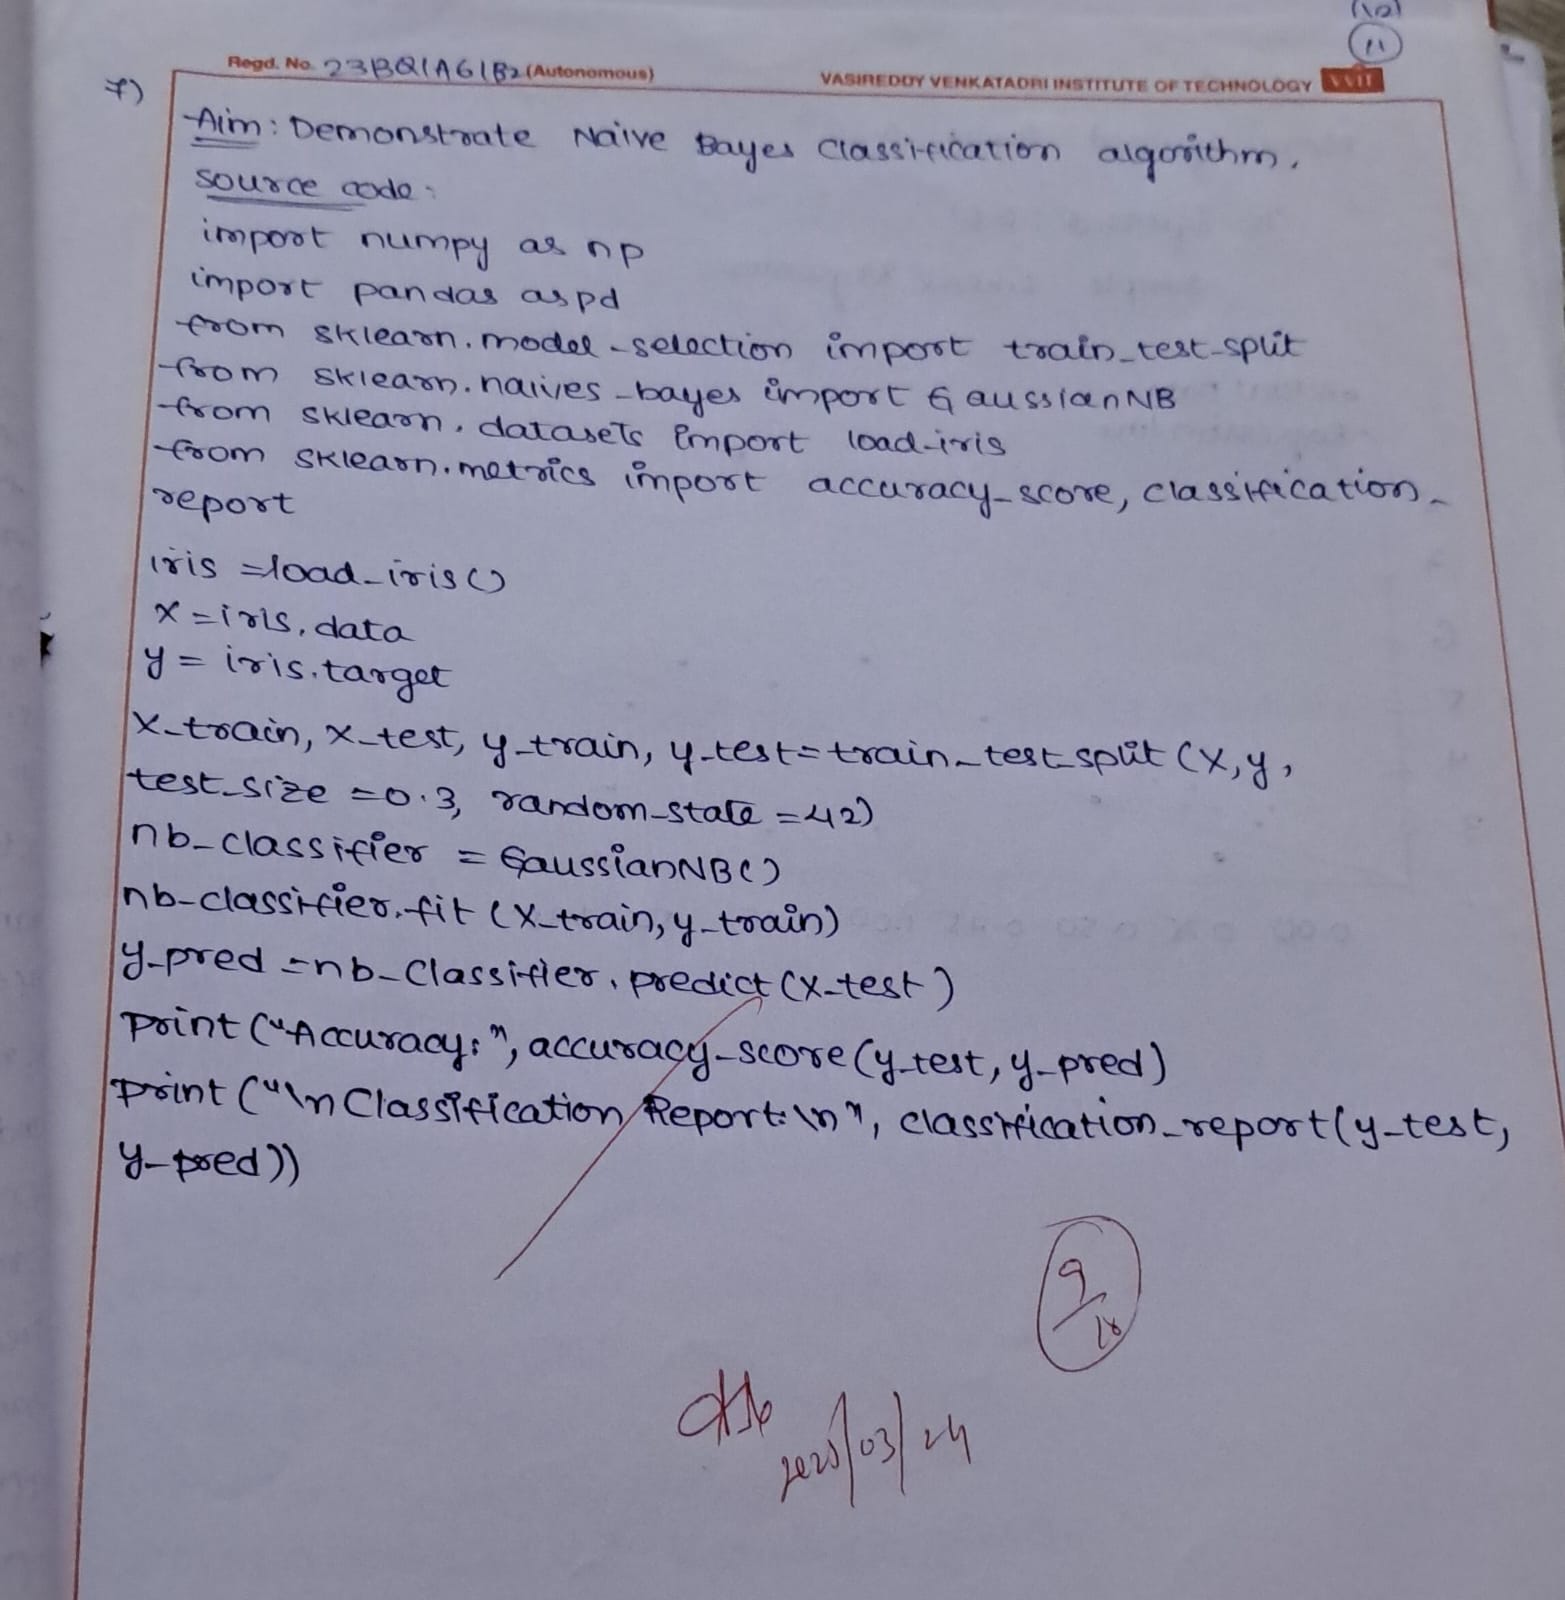 (10)
11
Regd. No. 23BQ1A61B2 (Autonomous)
VASIREDDY VENKATADRI INSTITUTE OF TECHNOLOGY VVIT
7)
Aim: Demonstrate Naive Bayes Classification algorithm.
source code:
import numpy as np
import pandas as pd
from sklearn.model_selection import train_test_split
from sklearn.naives_bayes import GaussianNB
from sklearn.datasets import load_iris
from sklearn.metrics import accuracy_score, classification_
report
iris = load_iris()
X = iris.data
y = iris.target
X_train, X_test, y_train, y_test = train_test_split (X, y,
test_size = 0.3, random_state = 42)
nb_classifier = GaussianNB()
nb_classifier.fit (X_train, y_train)
y_pred = nb_classifier.predict (X_test)
print ("Accuracy:", accuracy_score (y_test, y_pred)
print ("\n Classification Report: \n", classification_report(y_test,
y_pred))
9/10
2025/03/24